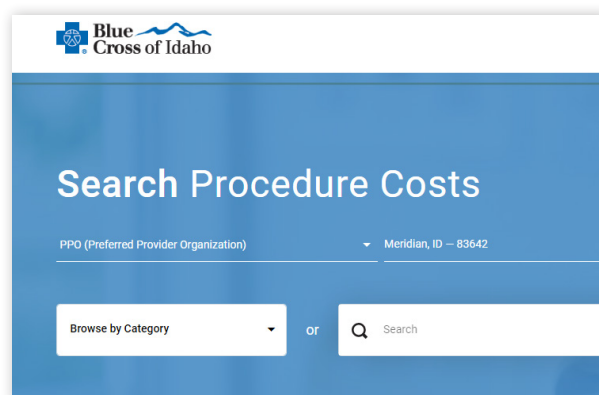 Blue
Cross of Idaho
Search Procedure Costs
PPO (Preferred Provider Organization)
Meridian, ID — 83642
Browse by Category
or
Search